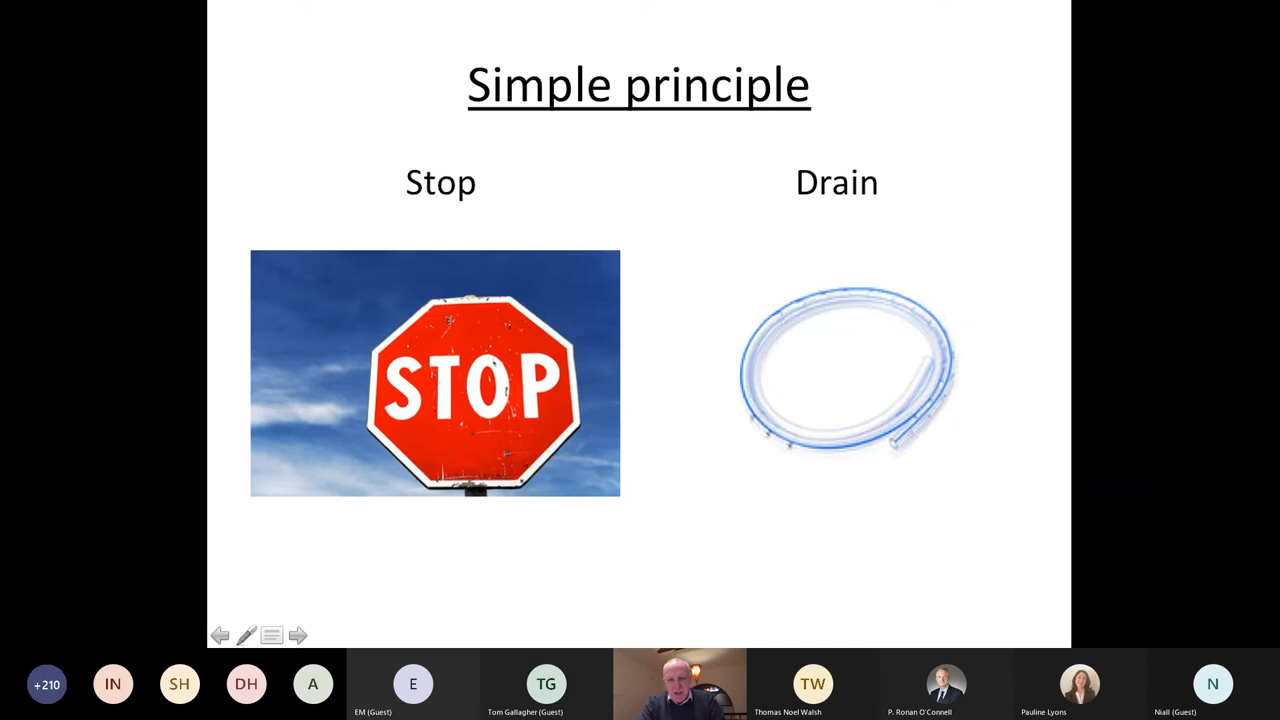 Simple principle
Stop
Drain
STOP
+210
IN
SH
DH
A
E
EM (Guest)
TG
Tom Gallagher (Guest)
TW
Thomas Noel Walsh
P. Ronan O'Connell
Pauline Lyons
N
Niall (Guest)